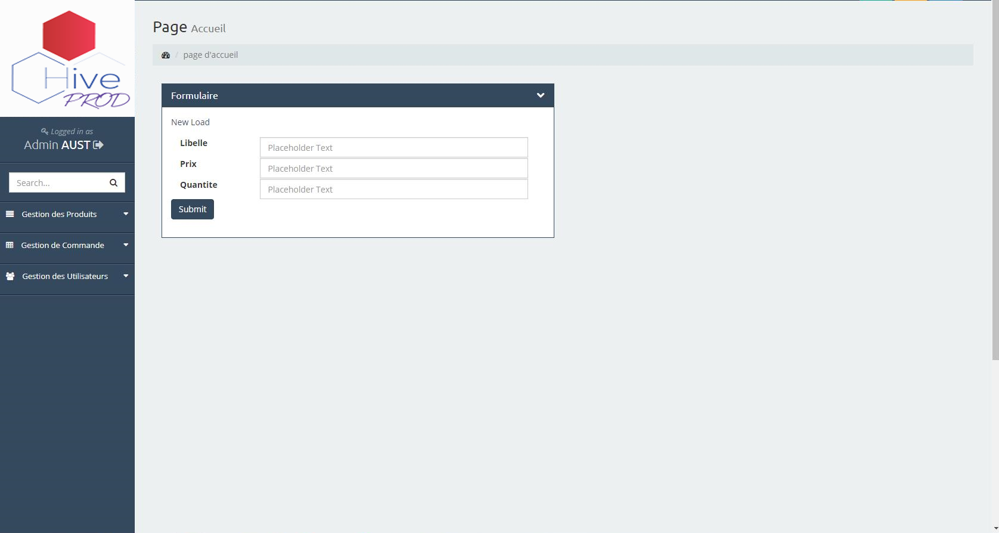 Hive
PROD
Logged in as
Admin AUST
Search...
Gestion des Produits
Gestion de Commande
Gestion des Utilisateurs
Page Accueil
/ page d'accueil
Formulaire
New Load
Libelle Placeholder Text
Prix Placeholder Text
Quantite Placeholder Text
Submit